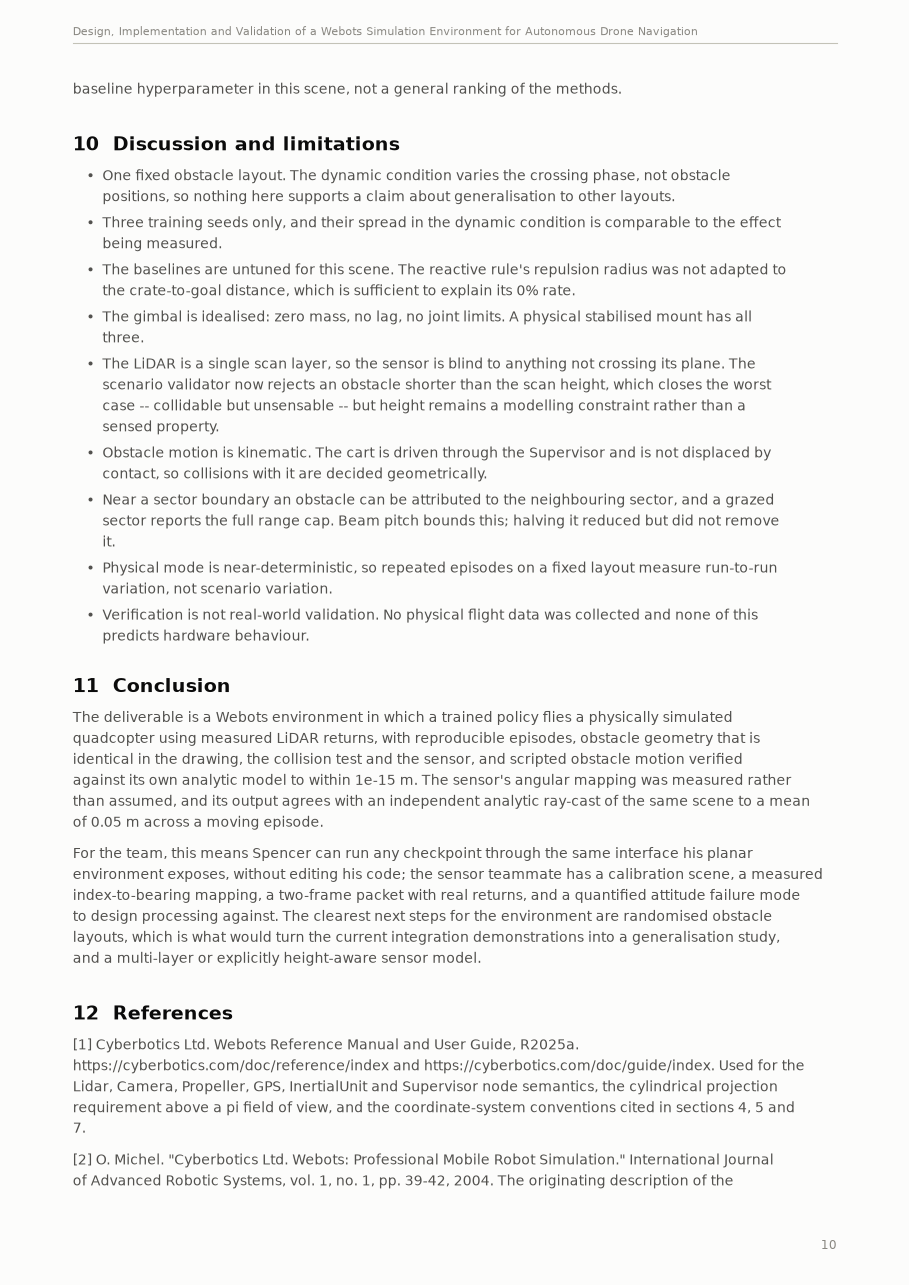 Design, Implementation and Validation of a Webots Simulation Environment for Autonomous Drone Navigation
baseline hyperparameter in this scene, not a general ranking of the methods.
10 Discussion and limitations
• One fixed obstacle layout. The dynamic condition varies the crossing phase, not obstacle
positions, so nothing here supports a claim about generalisation to other layouts.
• Three training seeds only, and their spread in the dynamic condition is comparable to the effect
being measured.
• The baselines are untuned for this scene. The reactive rule's repulsion radius was not adapted to
the crate-to-goal distance, which is sufficient to explain its 0% rate.
• The gimbal is idealised: zero mass, no lag, no joint limits. A physical stabilised mount has all
three.
• The LiDAR is a single scan layer, so the sensor is blind to anything not crossing its plane. The
scenario validator now rejects an obstacle shorter than the scan height, which closes the worst
case -- collidable but unsensable -- but height remains a modelling constraint rather than a
sensed property.
• Obstacle motion is kinematic. The cart is driven through the Supervisor and is not displaced by
contact, so collisions with it are decided geometrically.
• Near a sector boundary an obstacle can be attributed to the neighbouring sector, and a grazed
sector reports the full range cap. Beam pitch bounds this; halving it reduced but did not remove
it.
• Physical mode is near-deterministic, so repeated episodes on a fixed layout measure run-to-run
variation, not scenario variation.
• Verification is not real-world validation. No physical flight data was collected and none of this
predicts hardware behaviour.
11 Conclusion
The deliverable is a Webots environment in which a trained policy flies a physically simulated
quadcopter using measured LiDAR returns, with reproducible episodes, obstacle geometry that is
identical in the drawing, the collision test and the sensor, and scripted obstacle motion verified
against its own analytic model to within 1e-15 m. The sensor's angular mapping was measured rather
than assumed, and its output agrees with an independent analytic ray-cast of the same scene to a mean
of 0.05 m across a moving episode.
For the team, this means Spencer can run any checkpoint through the same interface his planar
environment exposes, without editing his code; the sensor teammate has a calibration scene, a measured
index-to-bearing mapping, a two-frame packet with real returns, and a quantified attitude failure mode
to design processing against. The clearest next steps for the environment are randomised obstacle
layouts, which is what would turn the current integration demonstrations into a generalisation study,
and a multi-layer or explicitly height-aware sensor model.
12 References
[1] Cyberbotics Ltd. Webots Reference Manual and User Guide, R2025a.
https://cyberbotics.com/doc/reference/index and https://cyberbotics.com/doc/guide/index. Used for the
Lidar, Camera, Propeller, GPS, InertialUnit and Supervisor node semantics, the cylindrical projection
requirement above a pi field of view, and the coordinate-system conventions cited in sections 4, 5 and
7.
[2] O. Michel. "Cyberbotics Ltd. Webots: Professional Mobile Robot Simulation." International Journal
of Advanced Robotic Systems, vol. 1, no. 1, pp. 39-42, 2004. The originating description of the
10